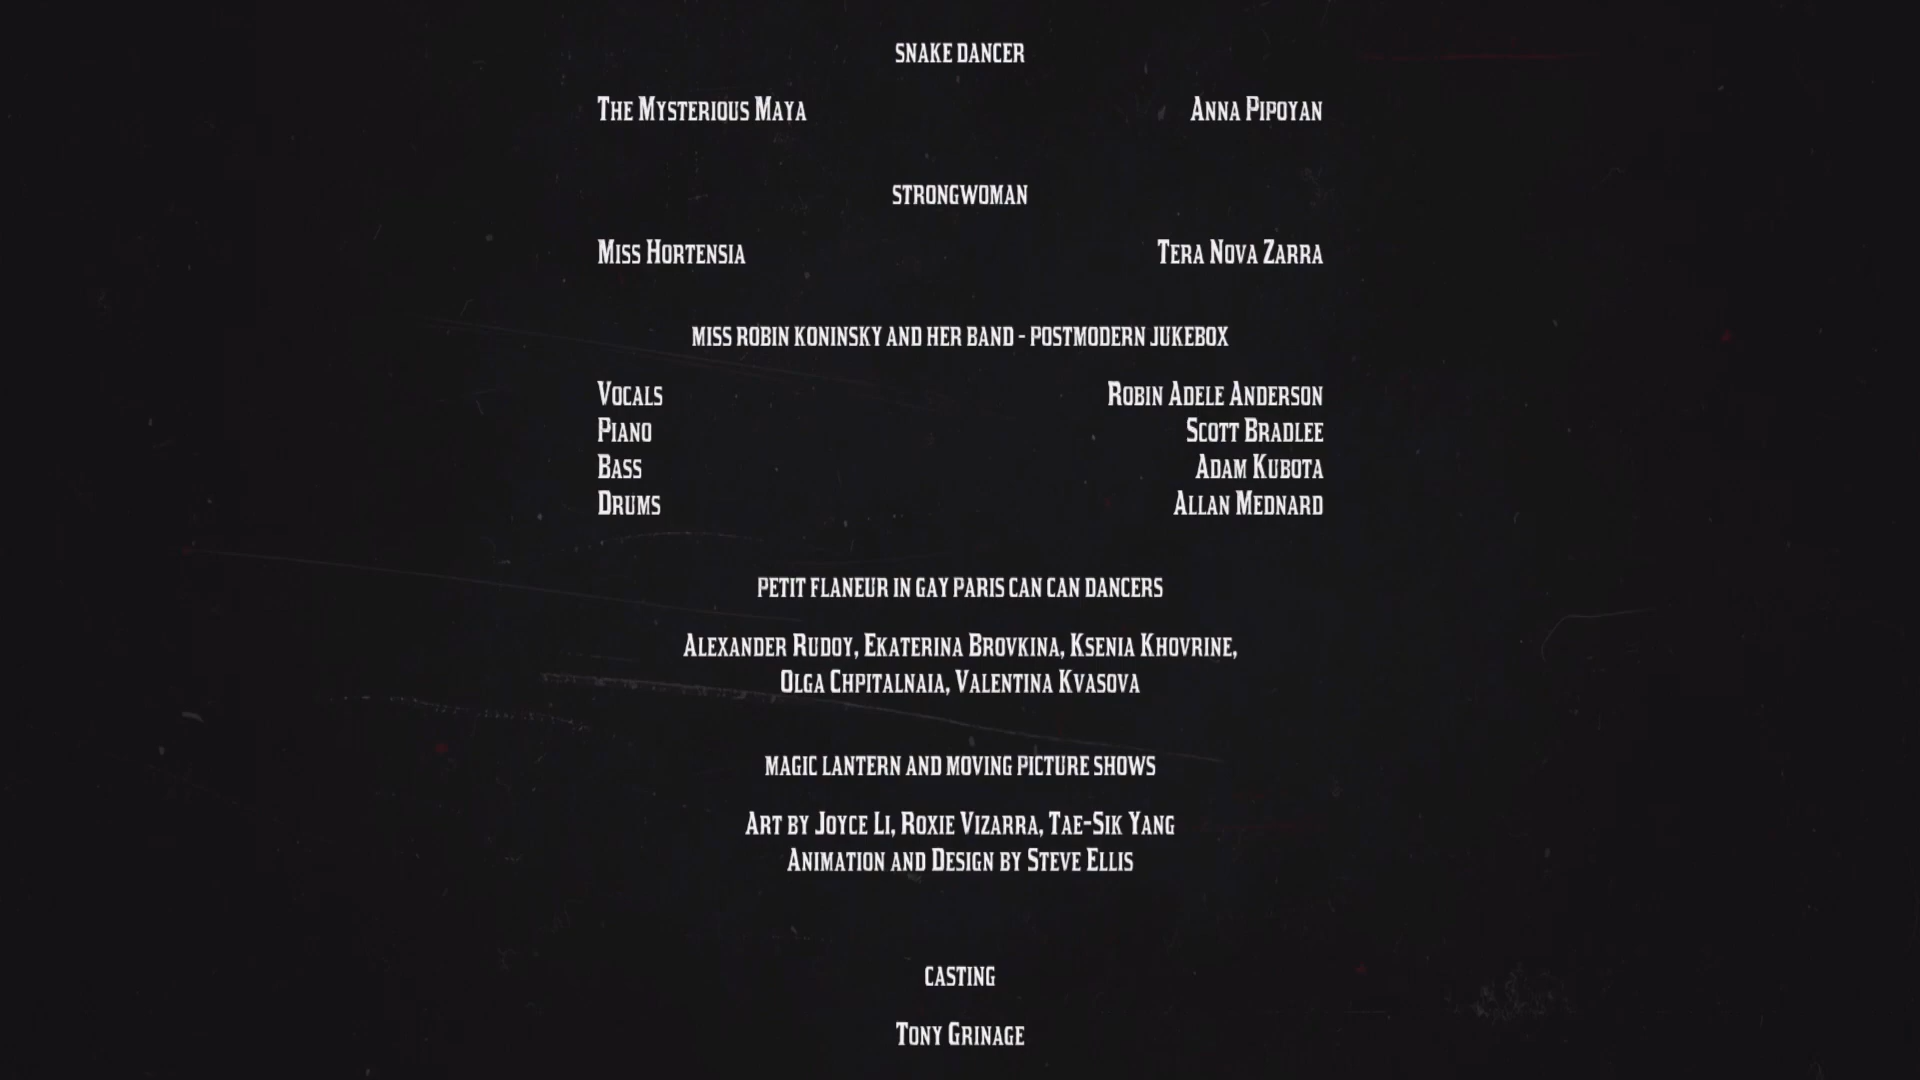 SNAKE DANCER
THE MYSTERIOUS MAYA ANNA PIPOYAN
STRONGWOMAN
MISS HORTENSIA TERA NOVA ZARRA
MISS ROBIN KONINSKY AND HER BAND - POSTMODERN JUKEBOX
VOCALS ROBIN ADELE ANDERSON
PIANO SCOTT BRADLEE
BASS ADAM KUBOTA
DRUMS ALLAN MEDNARD
PETIT FLANEUR IN GAY PARIS CAN CAN DANCERS
ALEXANDER RUDOY, EKATERINA BROVKINA, KSENIA KHOVRINE,
OLGA CHPITALNAIA, VALENTINA KVASOVA
MAGIC LANTERN AND MOVING PICTURE SHOWS
ART BY JOYCE LI, ROXIE VIZARRA, TAE-SIK YANG
ANIMATION AND DESIGN BY STEVE ELLIS
CASTING
TONY GRINAGE